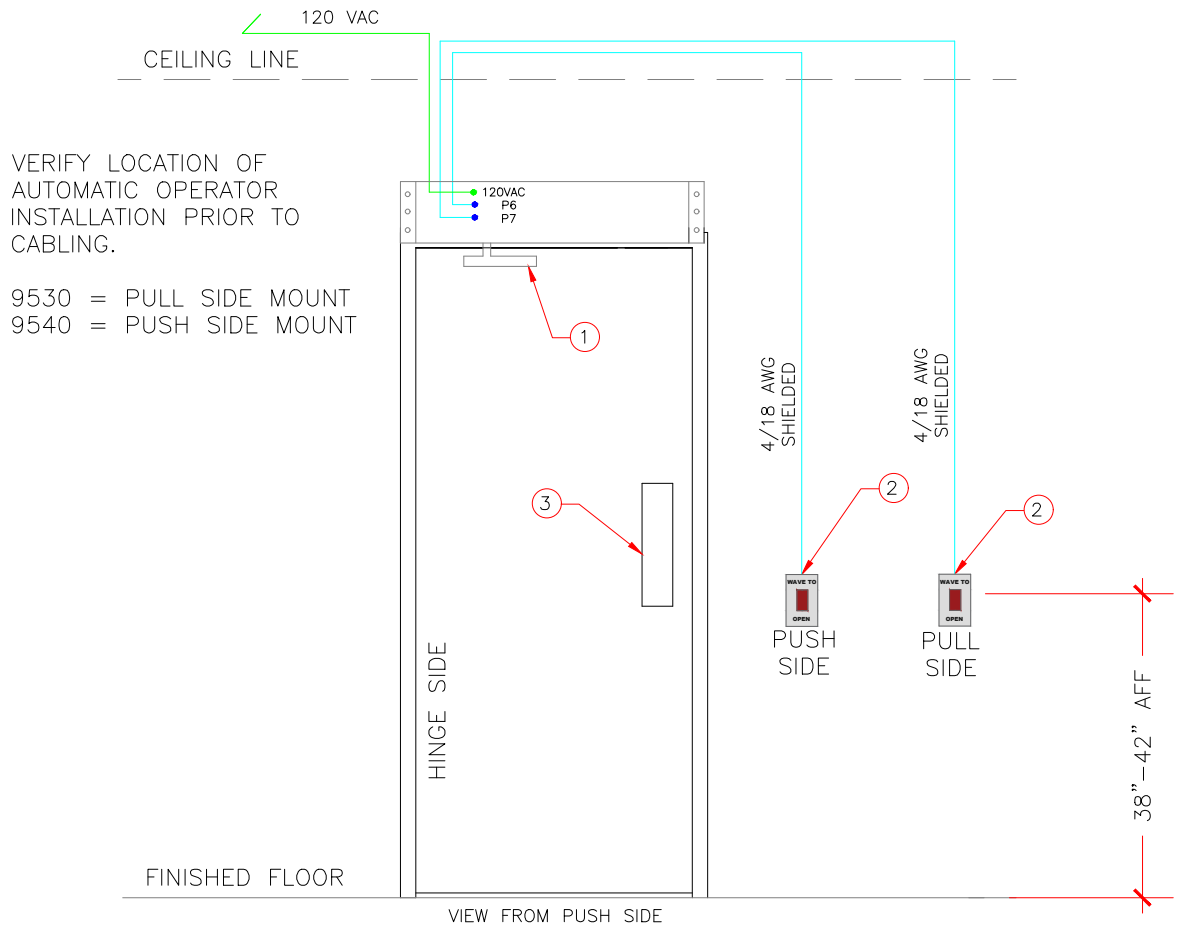 120 VAC
CEILING LINE
VERIFY LOCATION OF
AUTOMATIC OPERATOR
INSTALLATION PRIOR TO
CABLING.
9530 = PULL SIDE MOUNT
9540 = PUSH SIDE MOUNT
120VAC
P6
P7
1
4/18 AWG
SHIELDED
4/18 AWG
SHIELDED
3
2
2
WAVE TO
OPEN
PUSH
SIDE
WAVE TO
OPEN
PULL
SIDE
HINGE SIDE
38"-42" AFF
FINISHED FLOOR
VIEW FROM PUSH SIDE